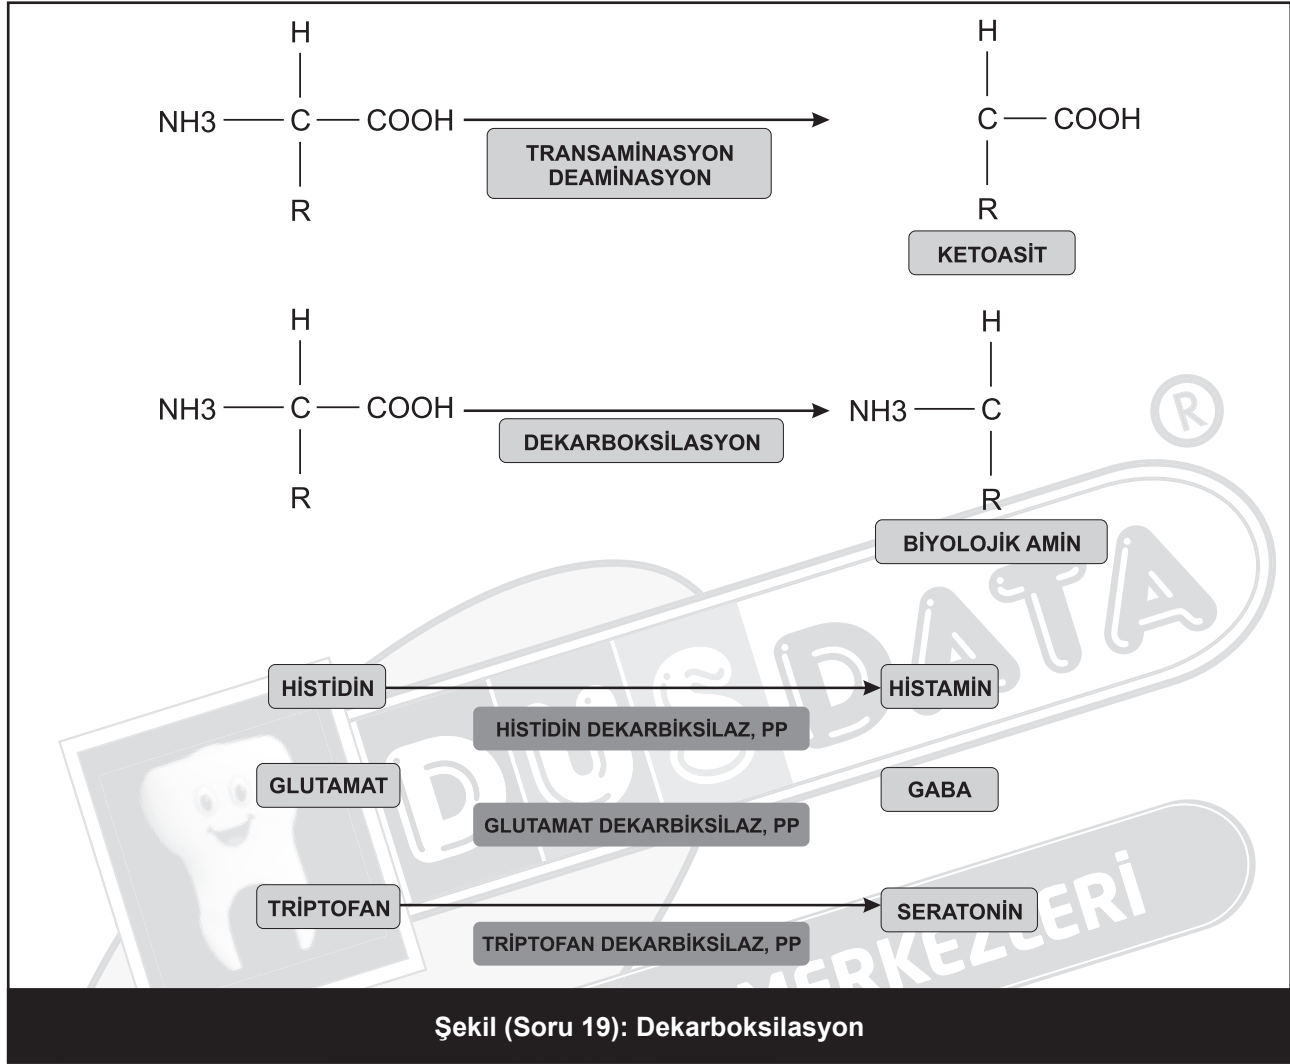 H
NH3 C COOH
R
TRANSAMİNASYON
DEAMİNASYON
H
C COOH
R
KETOASİT
H
NH3 C COOH
R
DEKARBOKSİLASYON
H
NH3 C
R
BİYOLOJİK AMİN
HİSTİDİN
HİSTİDİN DEKARBİKSİLAZ, PP
HİSTAMİN
GLUTAMAT
GLUTAMAT DEKARBİKSİLAZ, PP
GABA
TRİPTOFAN
TRİPTOFAN DEKARBİKSİLAZ, PP
SERATONİN
DUSDATA
®
MERKEZLERİ
Şekil (Soru 19): Dekarboksilasyon